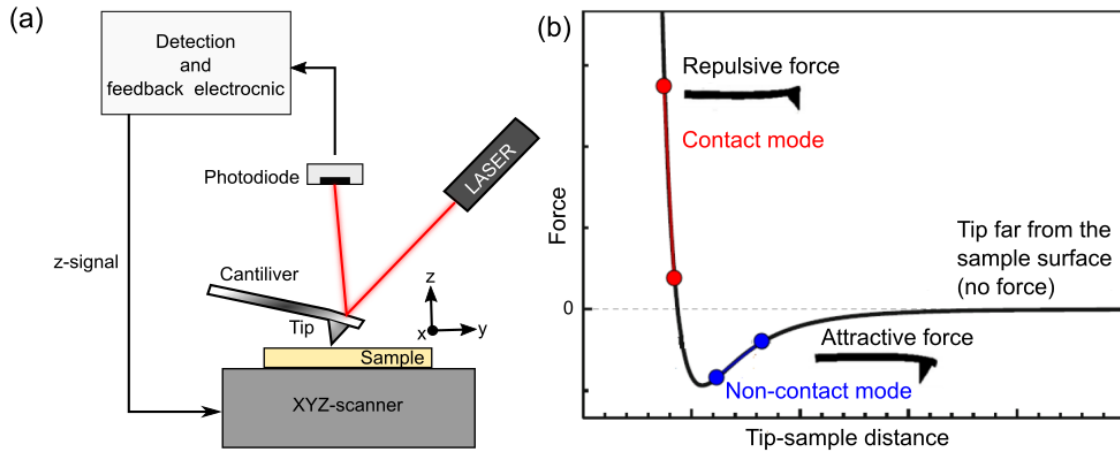 (a)
Detection
and
feedback electrocnic
Photodiode
LASER
z-signal
Cantiliver
Tip
z
x
y
Sample
XYZ-scanner
(b)
Repulsive force
Contact mode
Force
Tip far from the
sample surface
(no force)
0
Attractive force
Non-contact mode
Tip-sample distance